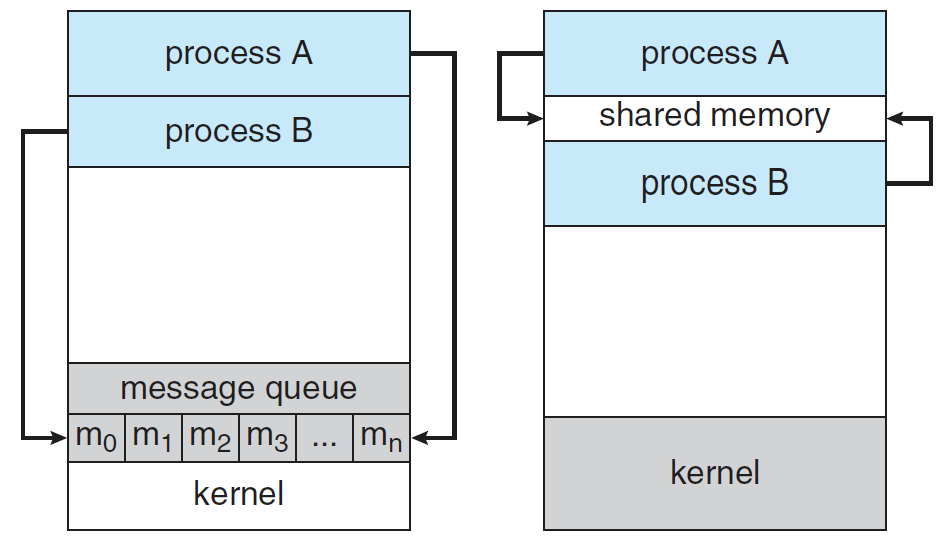 process A
process B
message queue
m0 m1 m2 m3 ... mn
kernel
process A
shared memory
process B
kernel